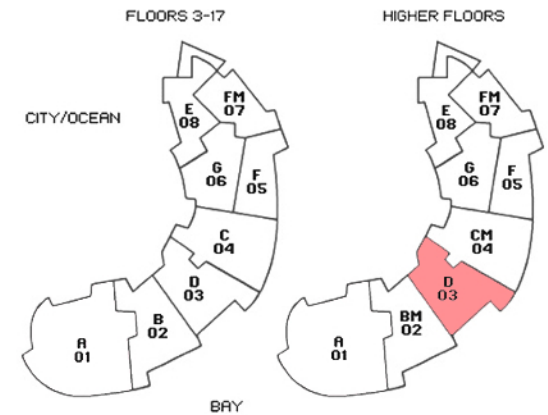 FLOORS 3-17
HIGHER FLOORS
CITY/OCEAN
E
08
FM
07
G
06
F
05
C
04
D
03
B
02
A
01
E
08
FM
07
G
06
F
05
CM
04
D
03
BM
02
A
01
BAY